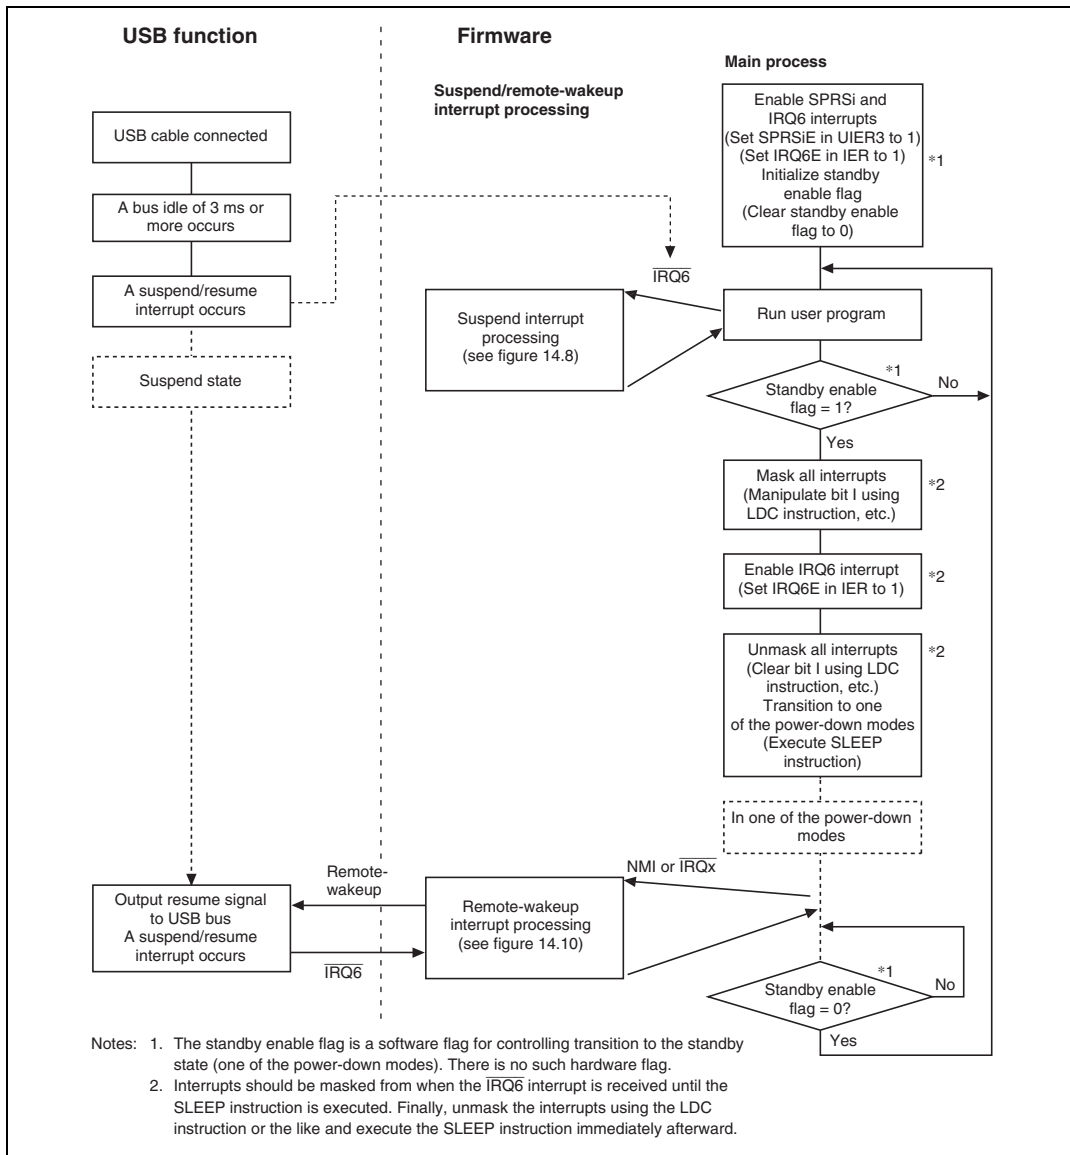 USB function
Firmware
Suspend/remote-wakeup
interrupt processing
Main process
USB cable connected
A bus idle of 3 ms or
more occurs
A suspend/resume
interrupt occurs
Suspend state
Output resume signal
to USB bus
A suspend/resume
interrupt occurs
IRQ6
Suspend interrupt
processing
(see figure 14.8)
Remote-
wakeup
IRQ6
Remote-wakeup
interrupt processing
(see figure 14.10)
NMI or IRQx
Enable SPRSi and
IRQ6 interrupts
(Set SPRSiE in UIER3 to 1)
(Set IRQ6E in IER to 1)
Initialize standby
enable flag
(Clear standby enable
flag to 0)
*1
Run user program
*1
Standby enable
flag = 1?
No
Yes
Mask all interrupts
(Manipulate bit I using
LDC instruction, etc.)
*2
Enable IRQ6 interrupt
(Set IRQ6E in IER to 1)
*2
Unmask all interrupts
(Clear bit I using LDC
instruction, etc.)
Transition to one
of the power-down modes
(Execute SLEEP
instruction)
*2
In one of the power-down
modes
*1
Standby enable
flag = 0?
No
Yes
Notes: 1. The standby enable flag is a software flag for controlling transition to the standby
state (one of the power-down modes). There is no such hardware flag.
2. Interrupts should be masked from when the IRQ6 interrupt is received until the
SLEEP instruction is executed. Finally, unmask the interrupts using the LDC
instruction or the like and execute the SLEEP instruction immediately afterward.